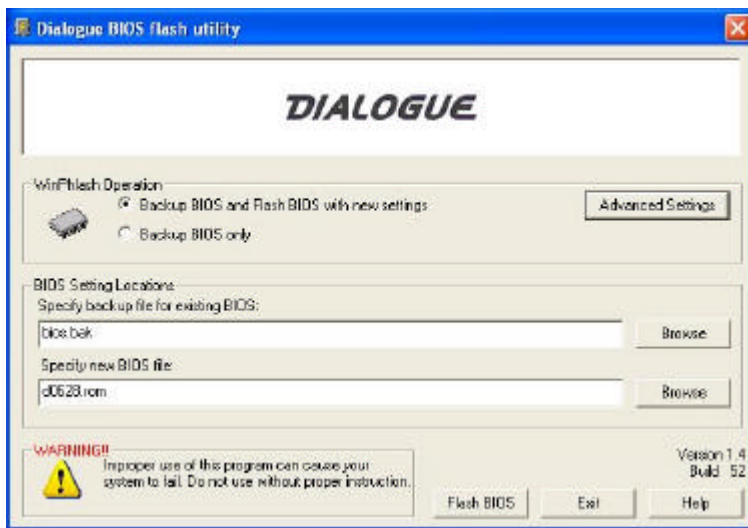 Dialogue BIOS flash utility
DIALOGUE
WinPhlash Operation
Backup BIOS and Flash BIOS with new settings
Advanced Settings
Backup BIOS only
BIOS Setting Locations
Specify backup file for existing BIOS:
bios.bak
Browse
Specify new BIOS file:
d0628.rom
Browse
WARNING!!
Improper use of this program can cause your
system to fail. Do not use without proper instruction.
Version 1.4
Build 52
Flash BIOS
Exit
Help